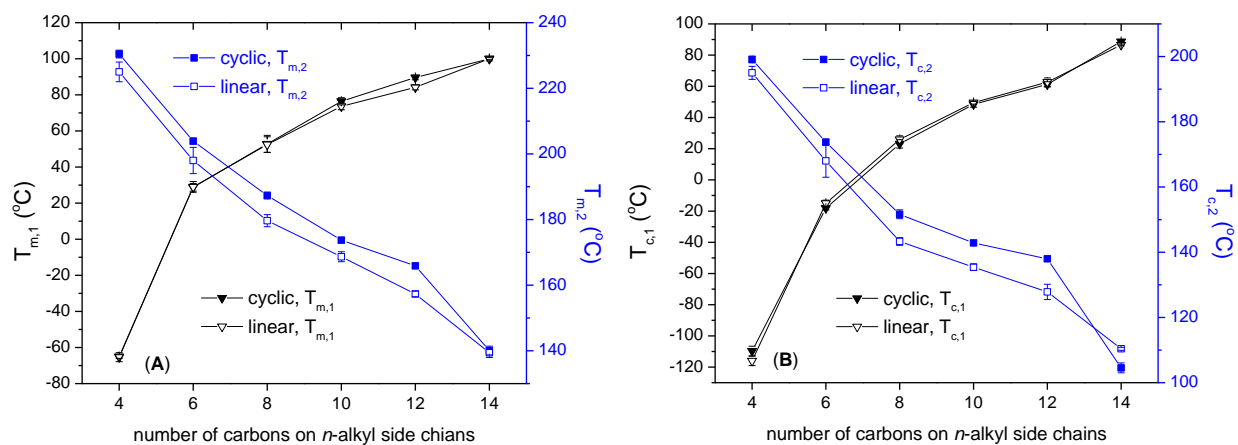 120
100
80
60
40
20
0
-20
-40
-60
-80
T_m,1 (°C)
cyclic, T_m,2
linear, T_m,2
cyclic, T_m,1
linear, T_m,1
(A)
4 6 8 10 12 14
number of carbons on n-alkyl side chians
240
220
200
180
160
140
T_m,2 (°C)
100
80
60
40
20
0
-20
-40
-60
-80
-100
-120
T_c,1 (°C)
cyclic, T_c,2
linear, T_c,2
cyclic, T_c,1
linear, T_c,1
(B)
4 6 8 10 12 14
number of carbons on n-alkyl side chians
200
180
160
140
120
100
T_c,2 (°C)